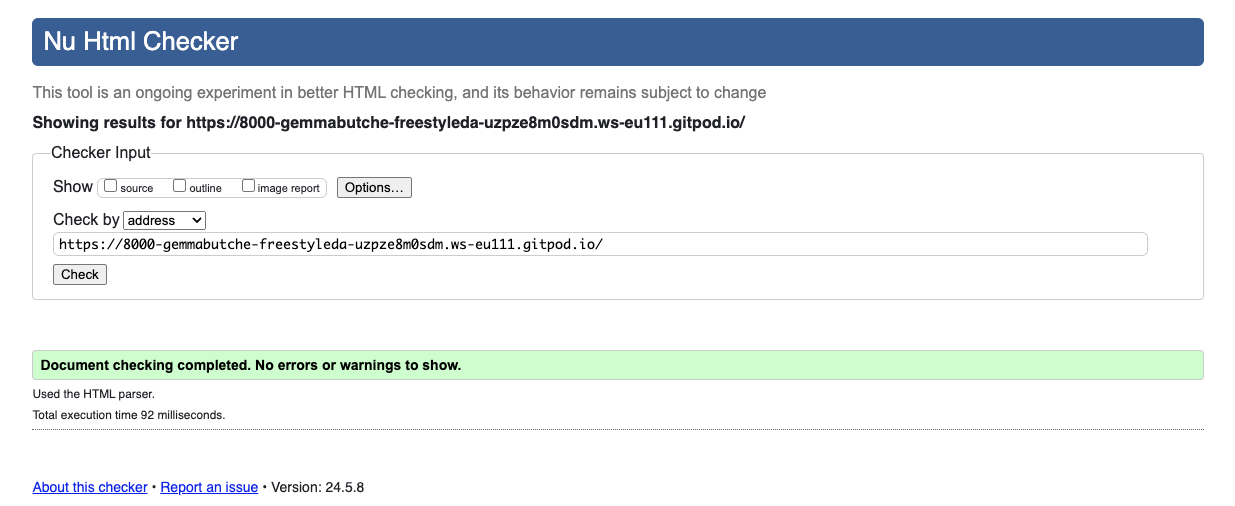 Nu Html Checker
This tool is an ongoing experiment in better HTML checking, and its behavior remains subject to change
Showing results for https://8000-gemmabutche-freestyleda-uzpze8m0sdm.ws-eu111.gitpod.io/
Checker Input
Show source outline image report Options...
Check by address
https://8000-gemmabutche-freestyleda-uzpze8m0sdm.ws-eu111.gitpod.io/
Check
Document checking completed. No errors or warnings to show.
Used the HTML parser.
Total execution time 92 milliseconds.
About this checker • Report an issue • Version: 24.5.8